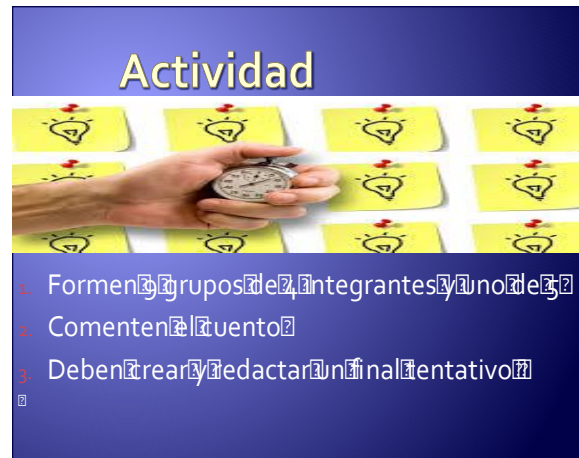 Actividad
1. Formen 9 grupos de 4 integrantes y uno de 5
2. Comenten el cuento
3. Deben crear y redactar un final tentativo